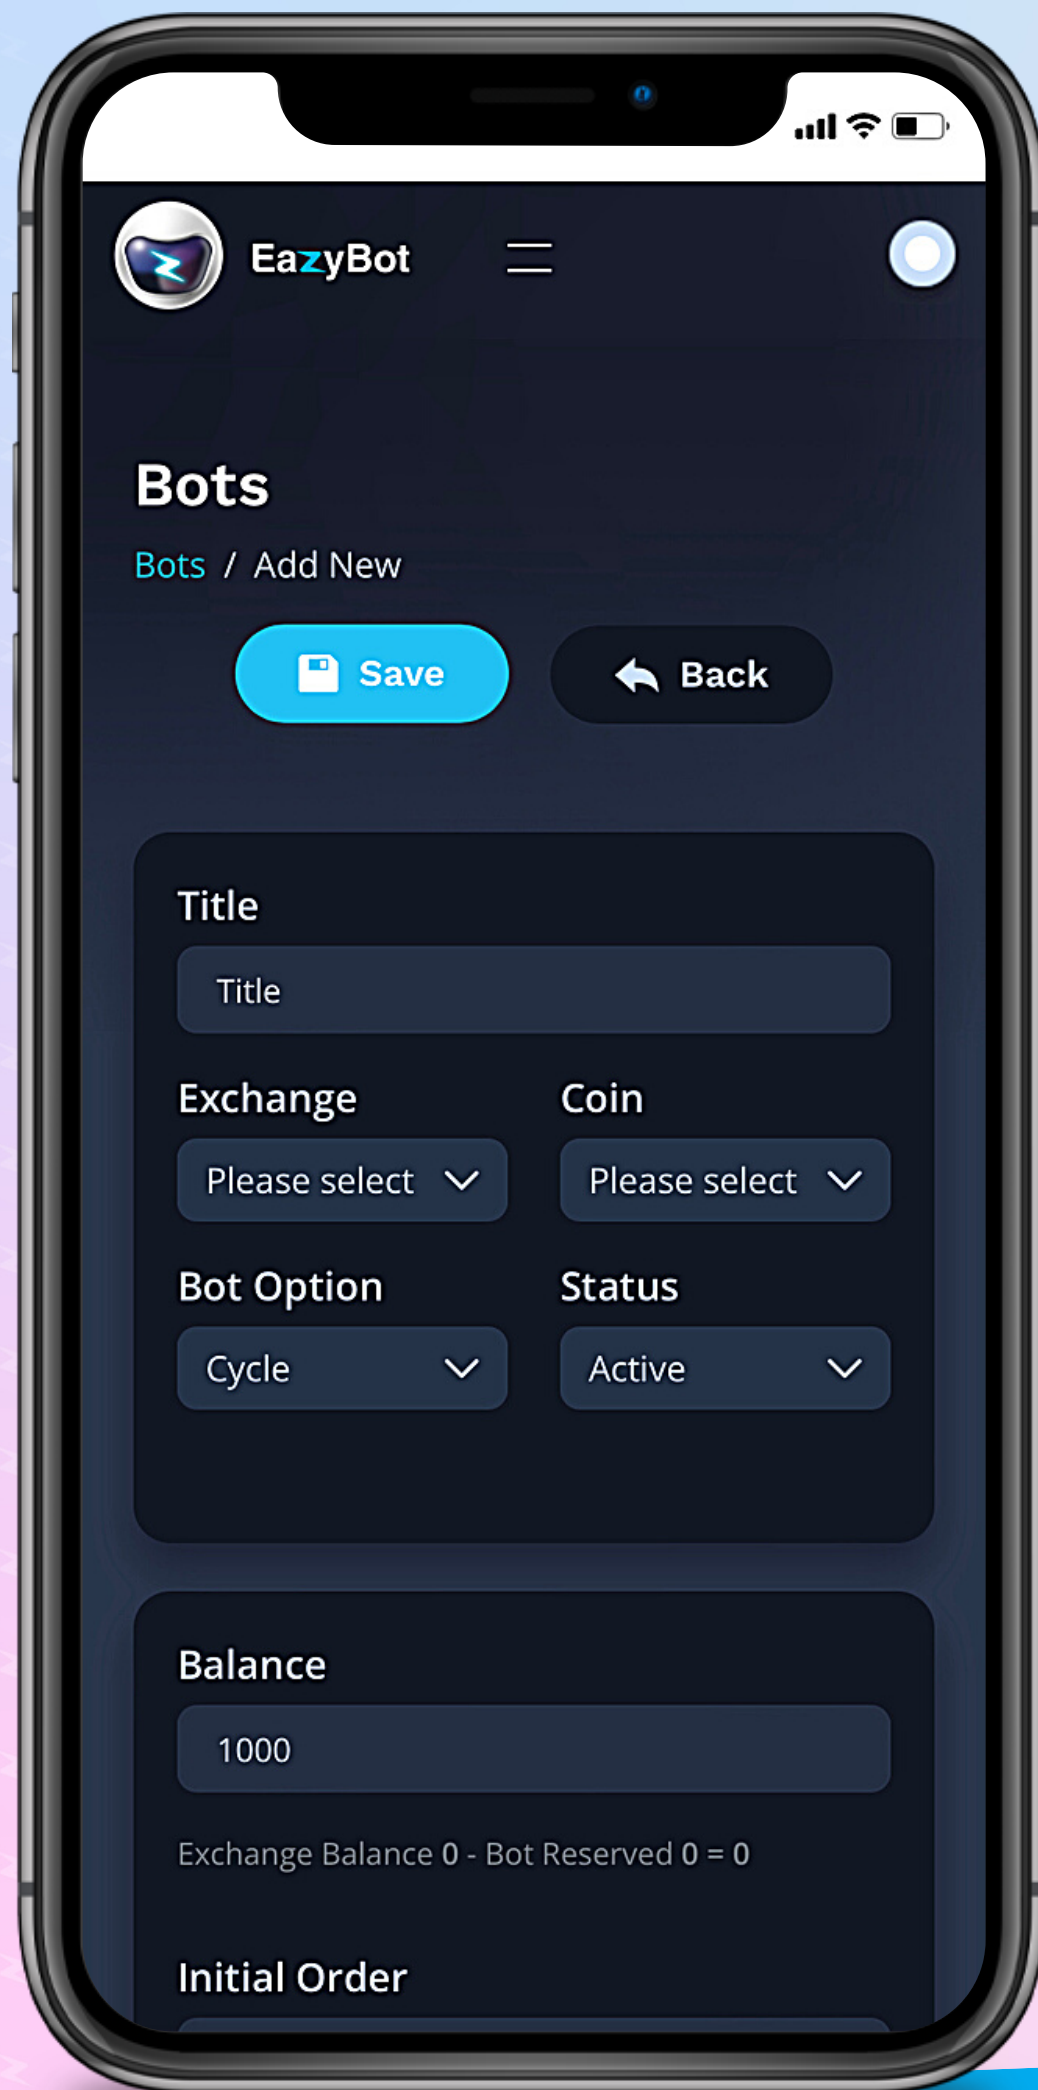 EazyBot
Bots
Bots / Add New
Save Back
Title
Title
Exchange Coin
Please select Please select
Bot Option Status
Cycle Active
Balance
1000
Exchange Balance 0 - Bot Reserved 0 = 0
Initial Order